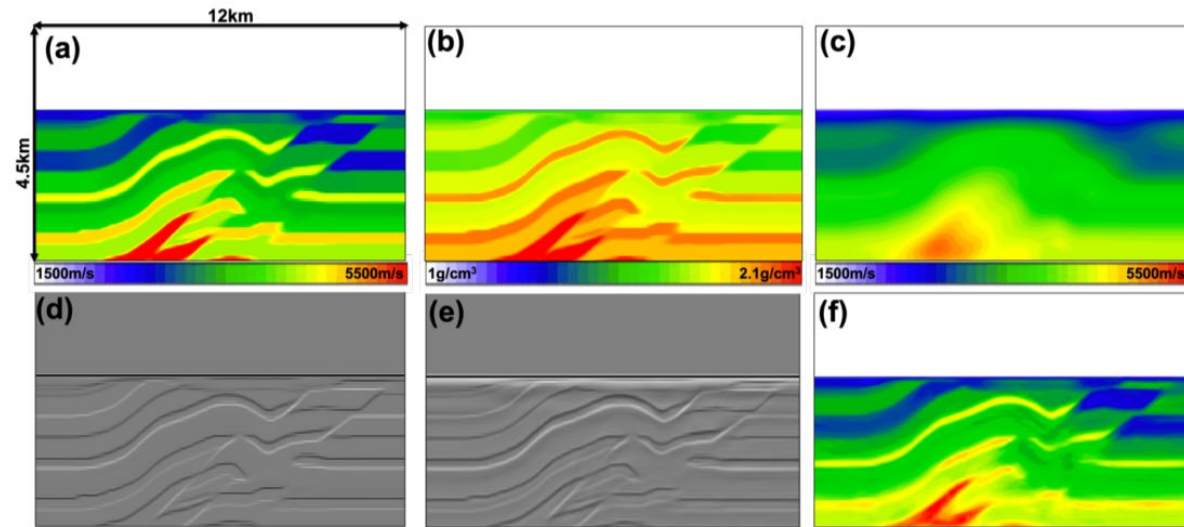 12km
(a)
(b)
(c)
4.5km
1500m/s 5500m/s
1g/cm³ 2.1g/cm³
1500m/s 5500m/s
(d)
(e)
(f)